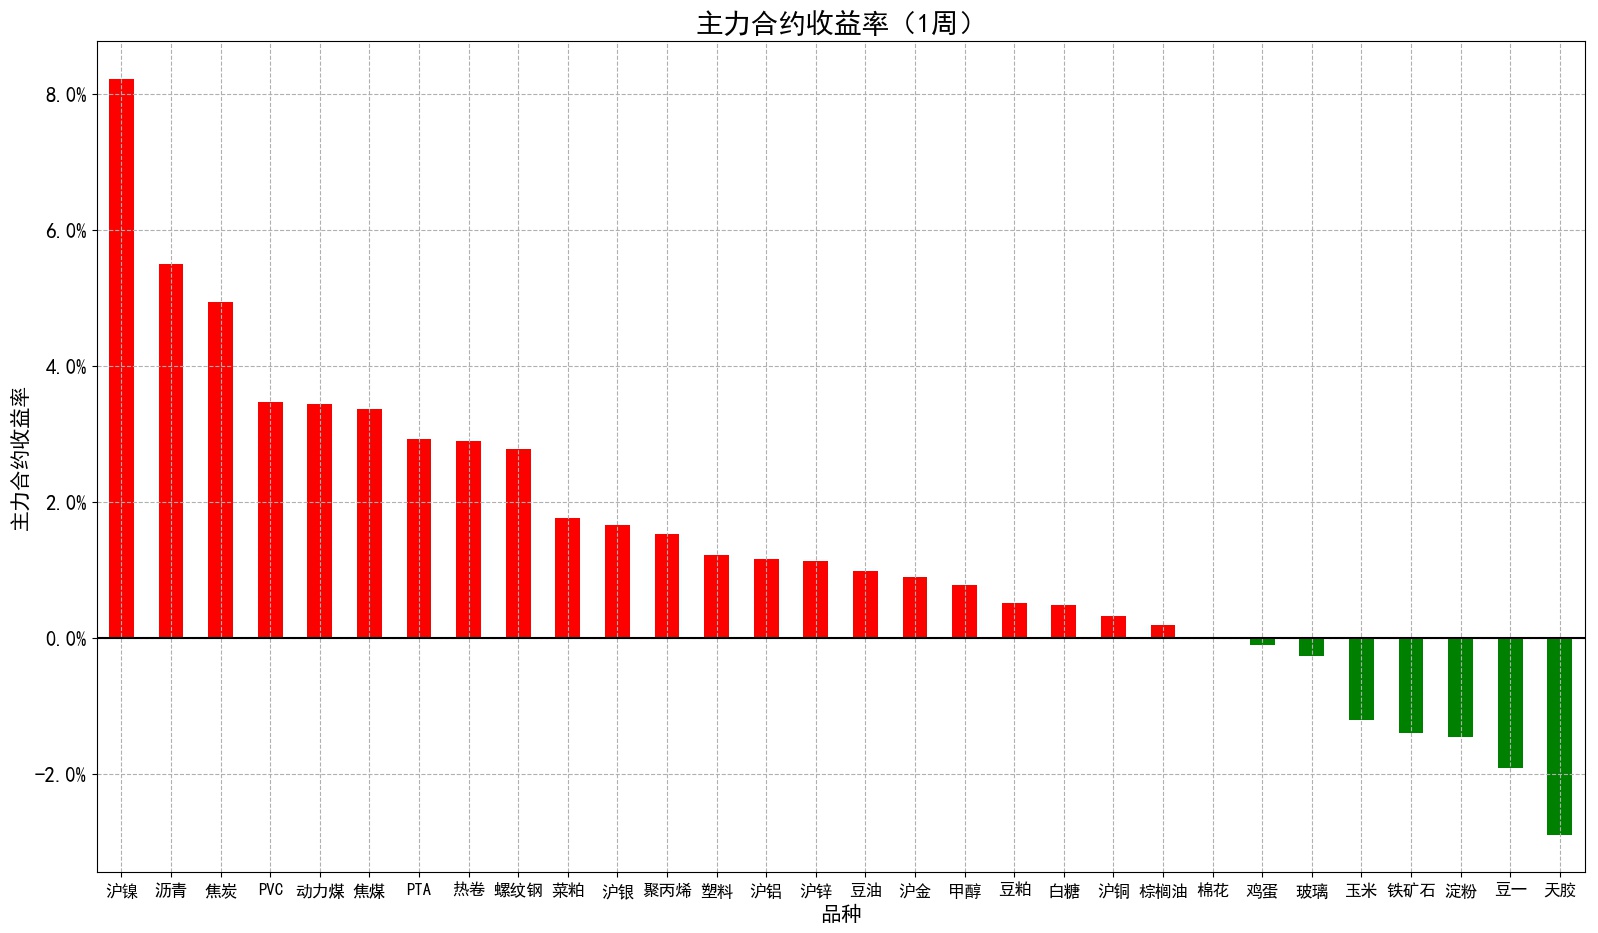 主力合约收益率（1周）
主力合约收益率
8.0%
6.0%
4.0%
2.0%
0.0%
−2.0%
沪镍 沥青 焦炭 PVC 动力煤 焦煤 PTA 热卷 螺纹钢 菜粕 沪银 聚丙烯 塑料 沪铝 沪锌 豆油 沪金 甲醇 豆粕 白糖 沪铜 棕榈油 棉花 鸡蛋 玻璃 玉米 铁矿石 淀粉 豆一 天胶
品种